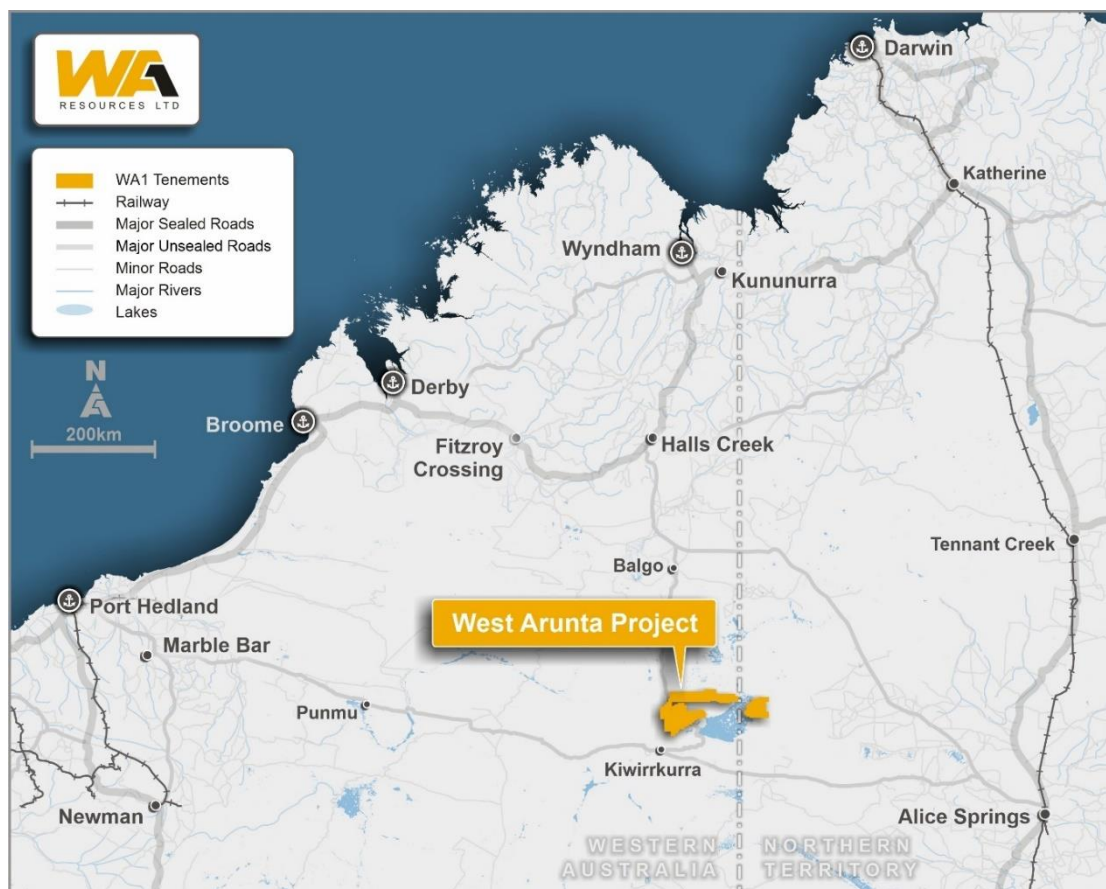 WA1
RESOURCES LTD
WA1 Tenements
Railway
Major Sealed Roads
Major Unsealed Roads
Minor Roads
Major Rivers
Lakes
N
200km
Darwin
Katherine
Wyndham
Kununurra
Derby
Broome
Fitzroy
Crossing
Halls Creek
Tennant Creek
Balgo
Port Hedland
West Arunta Project
Marble Bar
Punmu
Kiwirrkurra
Newman
Alice Springs
WESTERN
AUSTRALIA
NORTHERN
TERRITORY